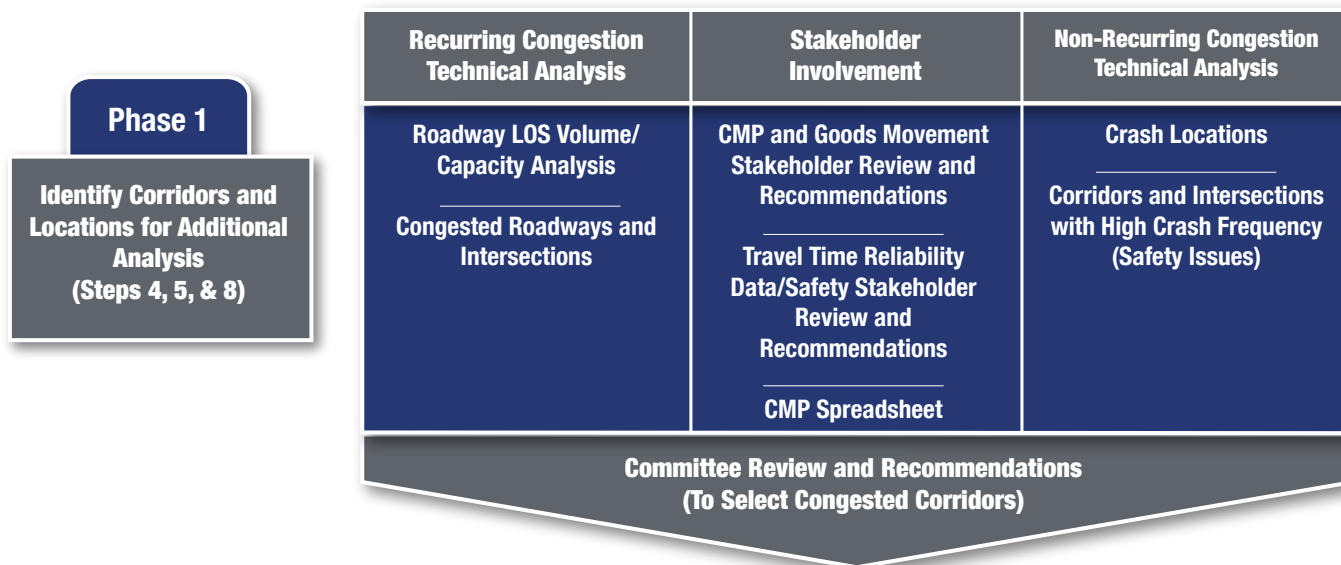 Phase 1
Identify Corridors and
Locations for Additional
Analysis
(Steps 4, 5, & 8)
Recurring Congestion
Technical Analysis
Roadway LOS Volume/
Capacity Analysis
Congested Roadways and
Intersections
Stakeholder
Involvement
CMP and Goods Movement
Stakeholder Review and
Recommendations
Travel Time Reliability
Data/Safety Stakeholder
Review and
Recommendations
CMP Spreadsheet
Non-Recurring Congestion
Technical Analysis
Crash Locations
Corridors and Intersections
with High Crash Frequency
(Safety Issues)
Committee Review and Recommendations
(To Select Congested Corridors)